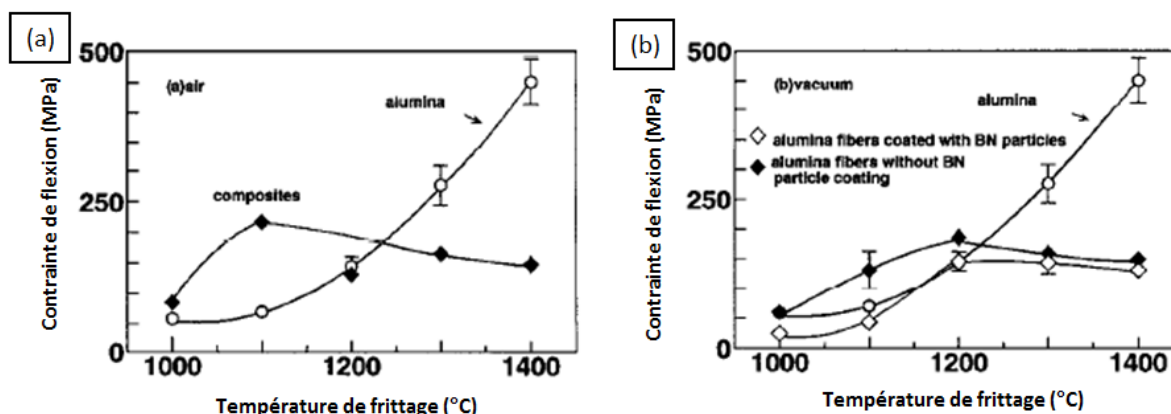 (a)
500
250
0
1000
1200
1400
Contrainte de flexion (MPa)
Température de frittage (°C)
(a)air
alumina
composites
(b)
500
250
0
1000
1200
1400
Contrainte de flexion (MPa)
Température de frittage (°C)
(b)vacuum
alumina
alumina fibers coated with BN particles
alumina fibers without BN
particle coating